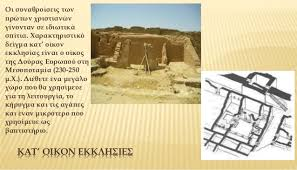 Οι συναθροίσεις των
πρώτων χριστιανών
γίνονταν σε ιδιωτικά
σπίτια. Χαρακτηριστικό
δείγμα κατ' οίκον
εκκλησίας είναι ο οίκος
της Δούρας Ευρωπού στη
Μεσοποταμία (230-250
μ.Χ.). Διέθετε ένα μεγάλο
χώρο που θα χρησίμευε
για τη λειτουργία, το
κήρυγμα και τις αγάπες
και έναν μικρότερο που
χρησίμευε ως
βαπτιστήριο.
ΚΑΤ' ΟΙΚΟΝ ΕΚΚΛΗΣΙΕΣ